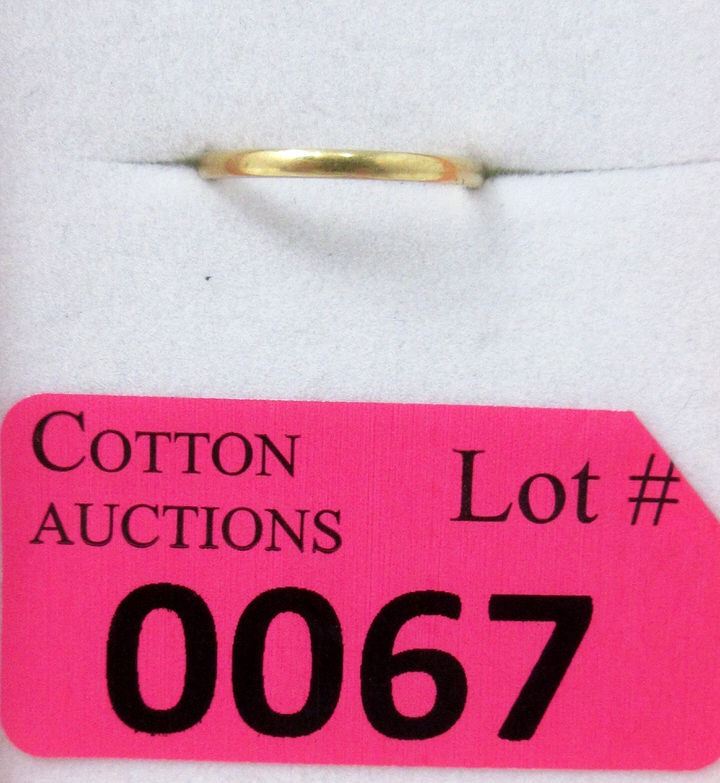 COTTON
AUCTIONS
Lot #
0067